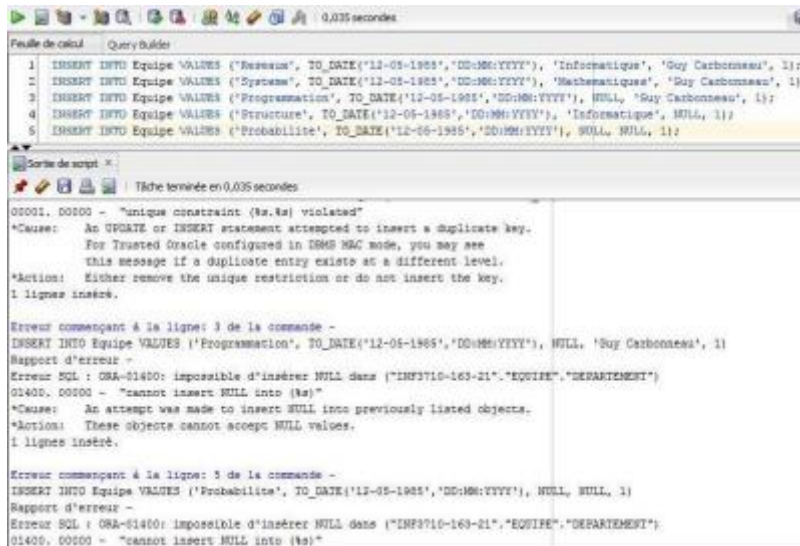 0,035 secondes
Feuille de calcul Query Builder
1 INSERT INTO Equipe VALUES ('Reseaux', TO_DATE('12-05-1985','DD:MM:YYYY'), 'Informatique', 'Guy Carbonneau', 1);
2 INSERT INTO Equipe VALUES ('Systeme', TO_DATE('12-05-1985','DD:MM:YYYY'), 'Mathematiques', 'Guy Carbonneau', 1)
3 INSERT INTO Equipe VALUES ('Programmation', TO_DATE('12-05-1985','DD:MM:YYYY'), NULL, 'Guy Carbonneau', 1);
4 INSERT INTO Equipe VALUES ('Structure', TO_DATE('12-05-1985','DD:MM:YYYY'), 'Informatique', NULL, 1);
5 INSERT INTO Equipe VALUES ('Probabilite', TO_DATE('12-05-1985','DD:MM:YYYY'), NULL, NULL, 1);
Sortie de script ×
Tâche terminée en 0,035 secondes
00001. 00000 - "unique constraint (%s.%s) violated"
*Cause: An UPDATE or INSERT statement attempted to insert a duplicate key.
For Trusted Oracle configured in DBMS MAC mode, you may see
this message if a duplicate entry exists at a different level.
*Action: Either remove the unique restriction or do not insert the key.
1 lignes inséré.
Erreur commençant à la ligne: 3 de la commande -
INSERT INTO Equipe VALUES ('Programmation', TO_DATE('12-05-1985','DD:MM:YYYY'), NULL, 'Guy Carbonneau', 1)
Rapport d'erreur -
Erreur SQL : ORA-01400: impossible d'insérer NULL dans ("INF3710-163-21"."EQUIPE"."DEPARTEMENT")
01400. 00000 - "cannot insert NULL into (%s)"
*Cause: An attempt was made to insert NULL into previously listed objects.
*Action: These objects cannot accept NULL values.
1 lignes inséré.
Erreur commençant à la ligne: 5 de la commande -
INSERT INTO Equipe VALUES ('Probabilite', TO_DATE('12-05-1985','DD:MM:YYYY'), NULL, NULL, 1)
Rapport d'erreur -
Erreur SQL : ORA-01400: impossible d'insérer NULL dans ("INF3710-163-21"."EQUIPE"."DEPARTEMENT")
01400. 00000 - "cannot insert NULL into (%s)"